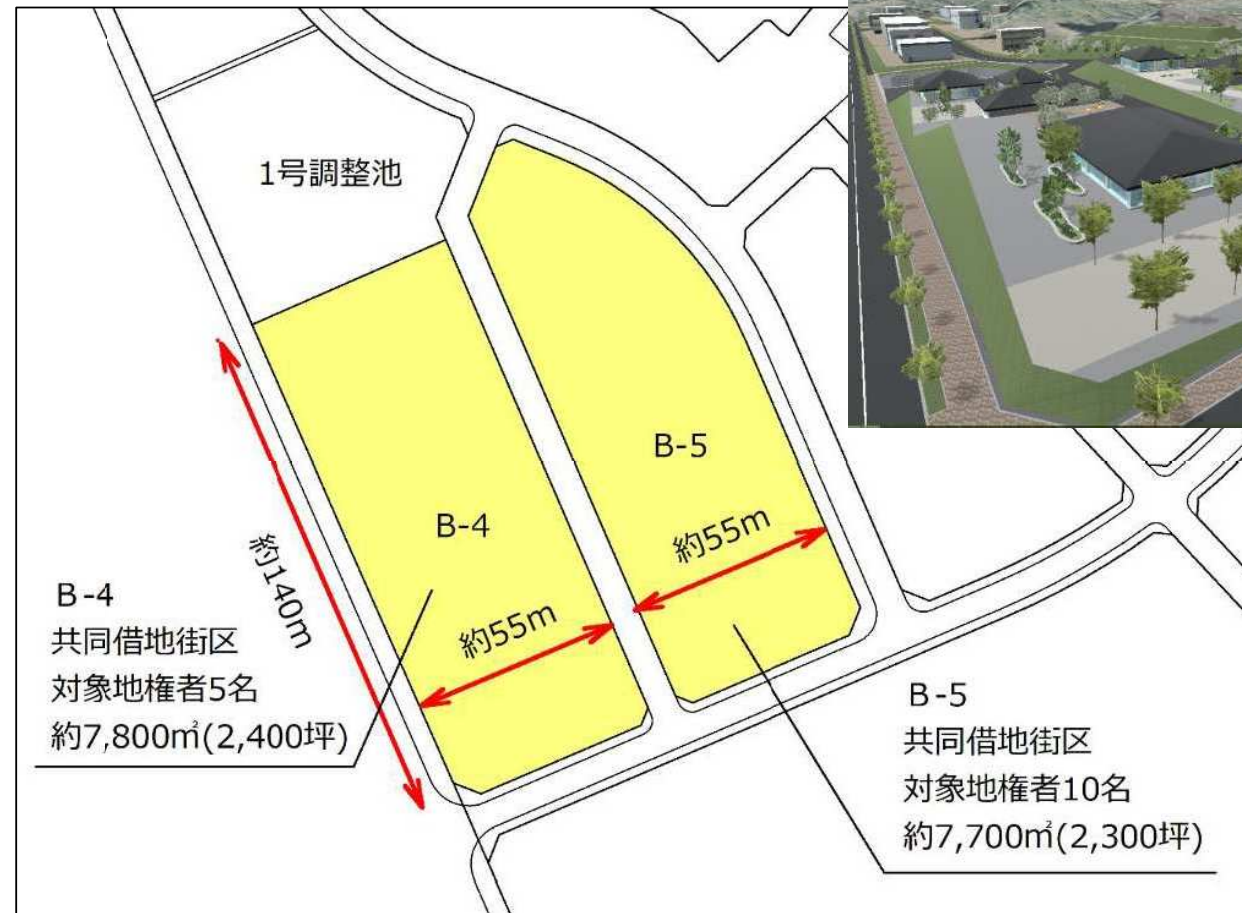 1号調整池
B-5
B-4
約55m
約140m
約55m
B-4
共同借地街区
対象地権者5名
約7,800㎡(2,400坪)
B-5
共同借地街区
対象地権者10名
約7,700㎡(2,300坪)